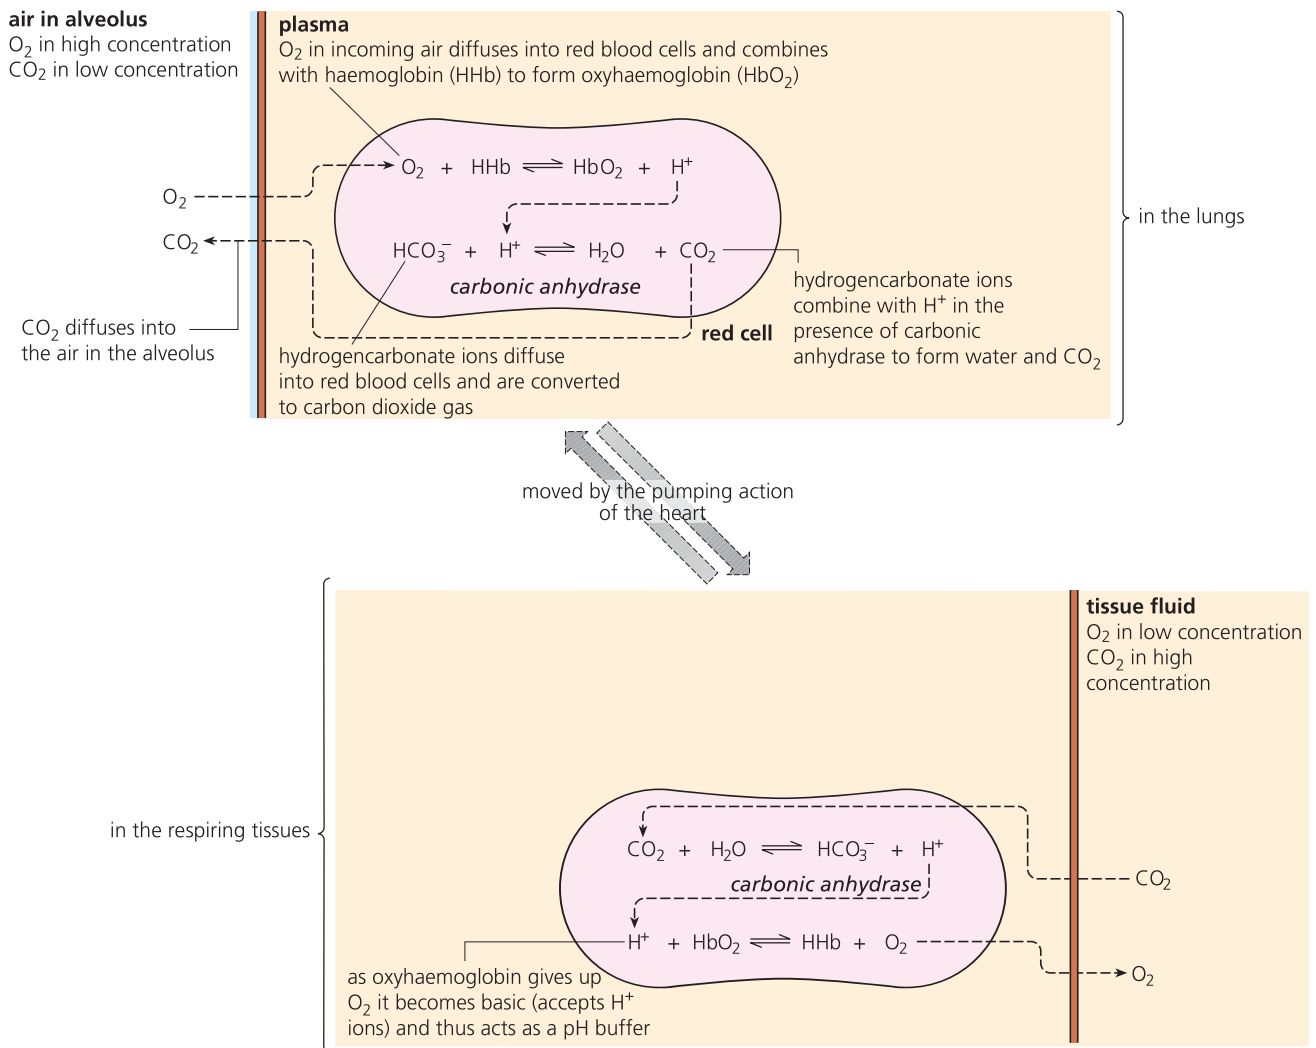 air in alveolus
O₂ in high concentration
CO₂ in low concentration
plasma
O₂ in incoming air diffuses into red blood cells and combines
with haemoglobin (HHb) to form oxyhaemoglobin (HbO₂)
O₂ + HHb ⇌ HbO₂ + H⁺
O₂
CO₂
HCO₃⁻ + H⁺ ⇌ H₂O + CO₂
carbonic anhydrase
in the lungs
hydrogencarbonate ions
combine with H⁺ in the
presence of carbonic
anhydrase to form water and CO₂
CO₂ diffuses into
the air in the alveolus
red cell
hydrogencarbonate ions diffuse
into red blood cells and are converted
to carbon dioxide gas
moved by the pumping action
of the heart
tissue fluid
O₂ in low concentration
CO₂ in high
concentration
in the respiring tissues
CO₂ + H₂O ⇌ HCO₃⁻ + H⁺
carbonic anhydrase
CO₂
H⁺ + HbO₂ ⇌ HHb + O₂
O₂
as oxyhaemoglobin gives up
O₂ it becomes basic (accepts H⁺
ions) and thus acts as a pH buffer